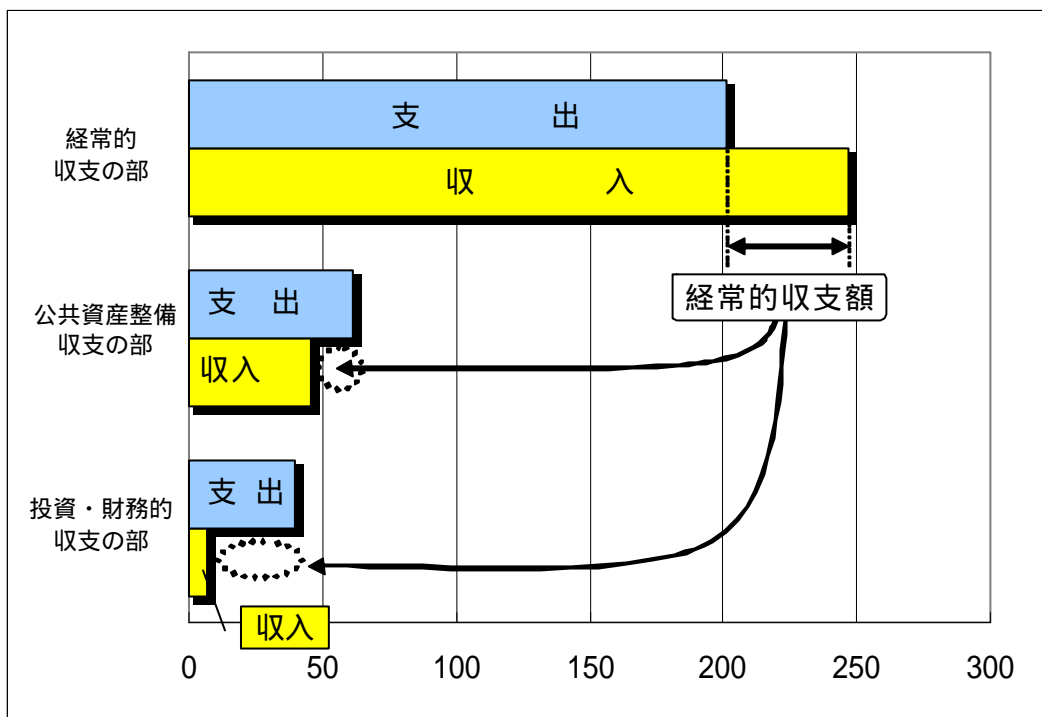 経常的
収支の部
支出
収入
経常的収支額
公共資産整備
収支の部
支出
収入
投資・財務的
収支の部
支出
収入
0 50 100 150 200 250 300